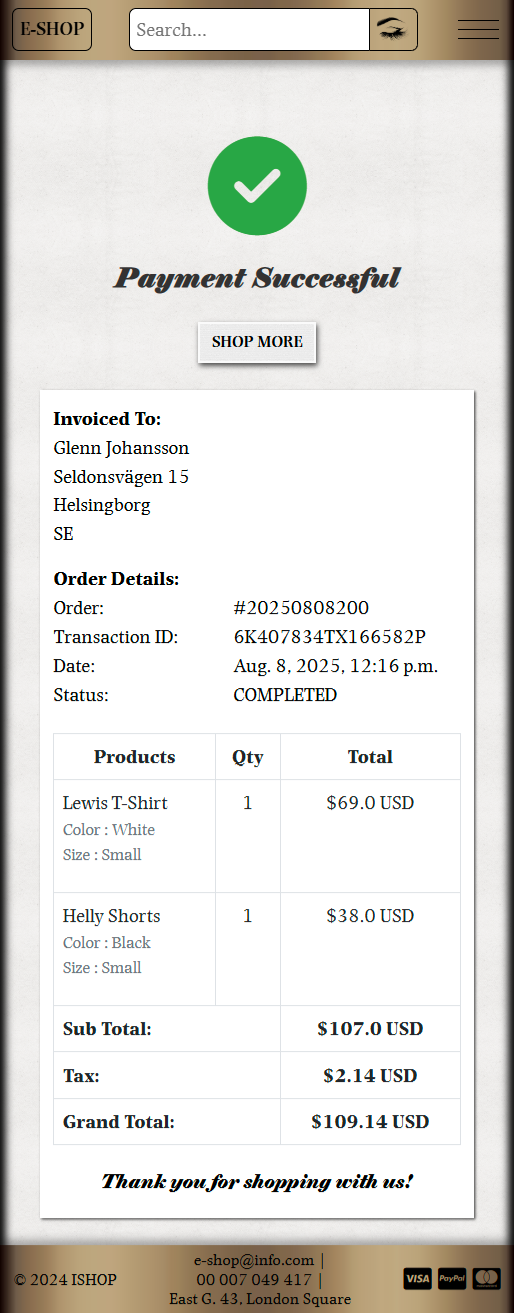 E-SHOP
Search...
Payment Successful
SHOP MORE
Invoiced To:
Glenn Johansson
Seldonsvägen 15
Helsingborg
SE
Order Details:
Order: #20250808200
Transaction ID: 6K407834TX166582P
Date: Aug. 8, 2025, 12:16 p.m.
Status: COMPLETED
Products Qty Total
Lewis T-Shirt 1 $69.0 USD
Color : White
Size : Small
Helly Shorts 1 $38.0 USD
Color : Black
Size : Small
Sub Total: $107.0 USD
Tax: $2.14 USD
Grand Total: $109.14 USD
Thank you for shopping with us!
© 2024 ISHOP
e-shop@info.com |
00 007 049 417 |
East G. 43, London Square
VISA PayPal